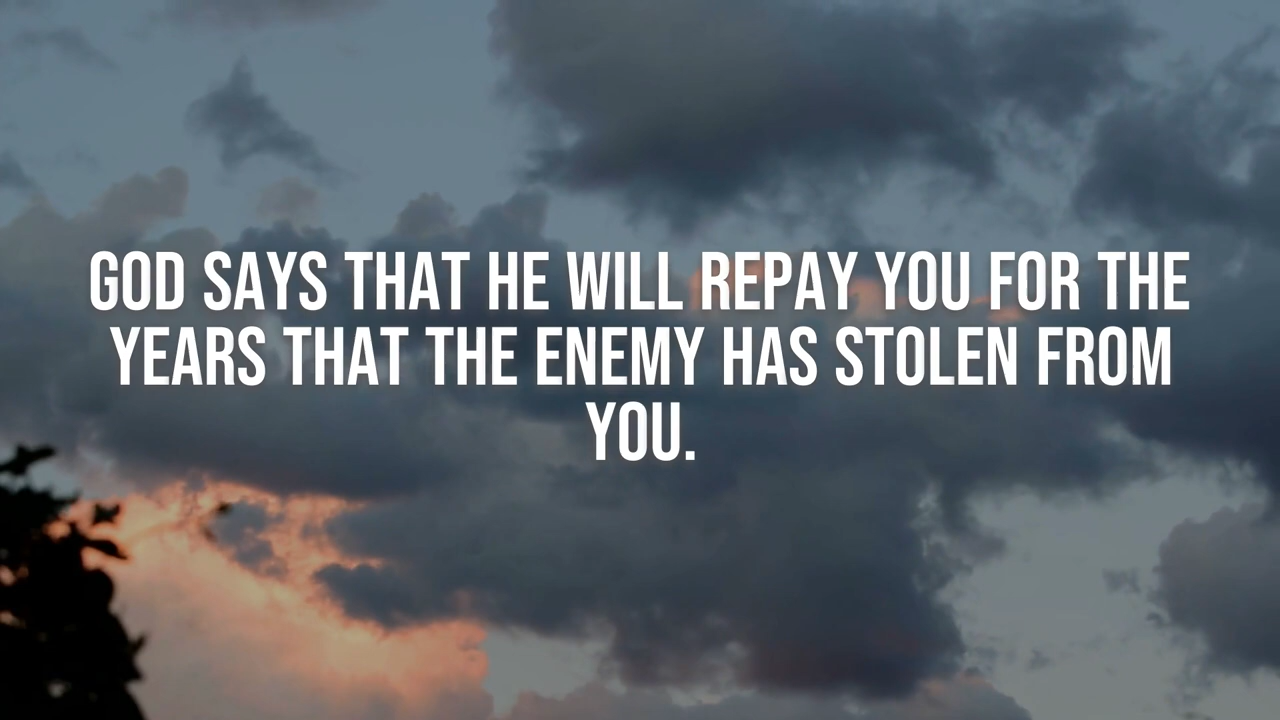 GOD SAYS THAT HE WILL REPAY YOU FOR THE
YEARS THAT THE ENEMY HAS STOLEN FROM
YOU.